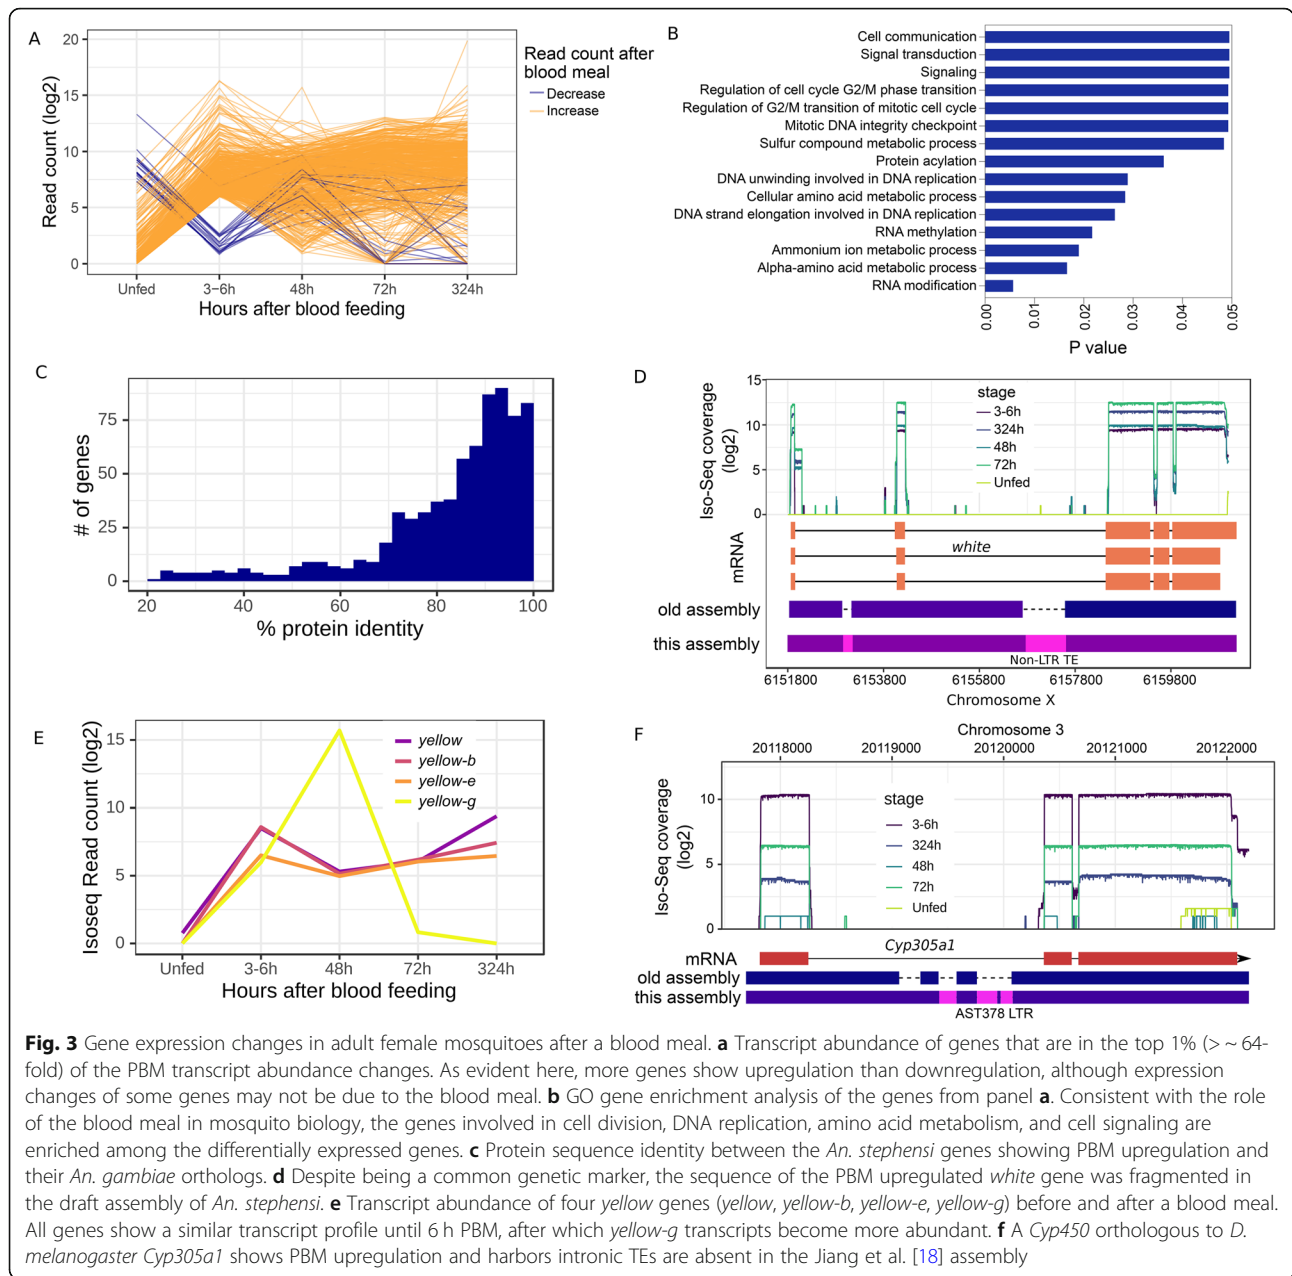 A
Read count (log2)
20
15
10
5
0
Unfed 3−6h 48h 72h 324h
Hours after blood feeding
Read count after
blood meal
Decrease
Increase
B
Cell communication
Signal transduction
Signaling
Regulation of cell cycle G2/M phase transition
Regulation of G2/M transition of mitotic cell cycle
Mitotic DNA integrity checkpoint
Sulfur compound metabolic process
Protein acylation
DNA unwinding involved in DNA replication
Cellular amino acid metabolic process
DNA strand elongation involved in DNA replication
RNA methylation
Ammonium ion metabolic process
Alpha-amino acid metabolic process
RNA modification
0.00 0.01 0.02 0.03 0.04 0.05
P value
C
# of genes
75
50
25
0
20 40 60 80 100
% protein identity
D
Iso-Seq coverage
(log2)
15
10
5
0
stage
3-6h
324h
48h
72h
Unfed
mRNA
white
old assembly
this assembly
Non-LTR TE
6151800 6153800 6155800 6157800 6159800
Chromosome X
E
Isoseq Read count (log2)
15
10
5
0
yellow
yellow-b
yellow-e
yellow-g
Unfed 3-6h 48h 72h 324h
Hours after blood feeding
F
Chromosome 3
20118000 20119000 20120000 20121000 20122000
Iso-Seq coverage
(log2)
10
5
0
stage
3-6h
324h
48h
72h
Unfed
Cyp305a1
mRNA
old assembly
this assembly
AST378 LTR
Fig. 3 Gene expression changes in adult female mosquitoes after a blood meal. a Transcript abundance of genes that are in the top 1% (> ~ 64-
fold) of the PBM transcript abundance changes. As evident here, more genes show upregulation than downregulation, although expression
changes of some genes may not be due to the blood meal. b GO gene enrichment analysis of the genes from panel a. Consistent with the role
of the blood meal in mosquito biology, the genes involved in cell division, DNA replication, amino acid metabolism, and cell signaling are
enriched among the differentially expressed genes. c Protein sequence identity between the An. stephensi genes showing PBM upregulation and
their An. gambiae orthologs. d Despite being a common genetic marker, the sequence of the PBM upregulated white gene was fragmented in
the draft assembly of An. stephensi. e Transcript abundance of four yellow genes (yellow, yellow-b, yellow-e, yellow-g) before and after a blood meal.
All genes show a similar transcript profile until 6 h PBM, after which yellow-g transcripts become more abundant. f A Cyp450 orthologous to D.
melanogaster Cyp305a1 shows PBM upregulation and harbors intronic TEs are absent in the Jiang et al. [18] assembly